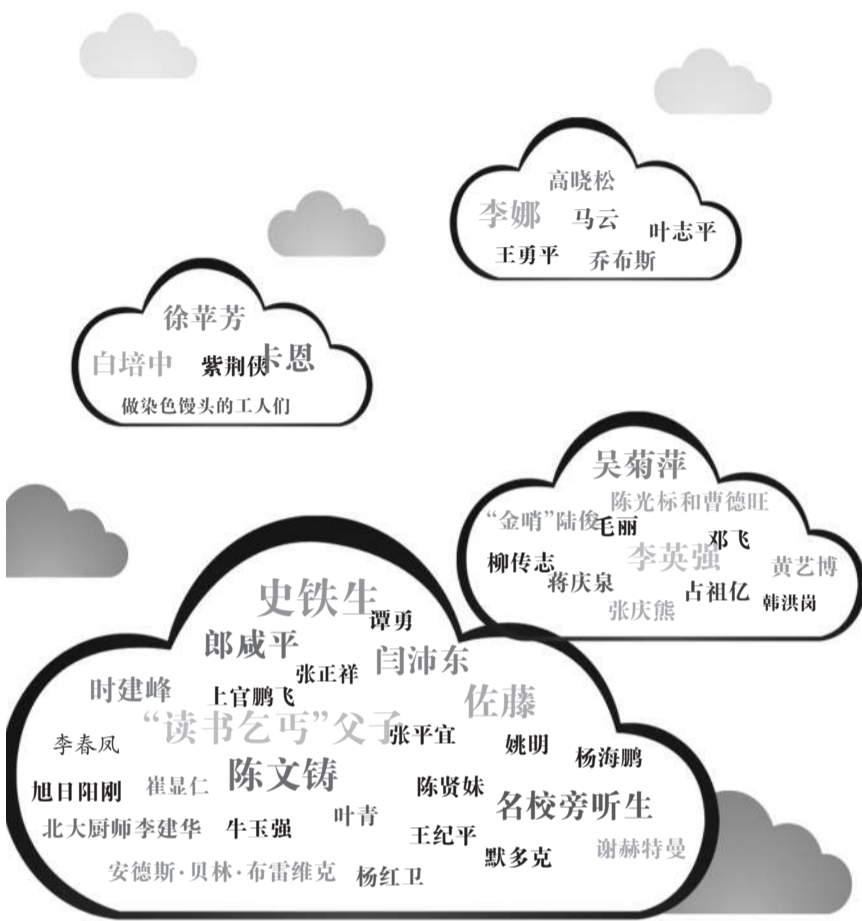 高晓松
李娜 马云 叶志平
王勇平 乔布斯
徐苹芳
白培中 紫荆侠 卡恩
做染色馒头的工人们
吴菊萍
陈光标和曹德旺
“金哨”陆俊 毛丽 邓飞
柳传志 李英强 黄艺博
蒋庆泉 占祖亿 韩洪岗
张庆熊
史铁生 谭勇
郎咸平 闫沛东
张正祥
时建峰 上官鹏飞 佐藤
“读书乞丐”父子 张平宜
李春凤 姚明 杨海鹏
旭日阳刚 崔显仁 陈文铸 陈贤妹
名校旁听生
北大厨师李建华 牛玉强 叶青 王纪平
默多克 谢赫特曼
安德斯·贝林·布雷维克 杨红卫